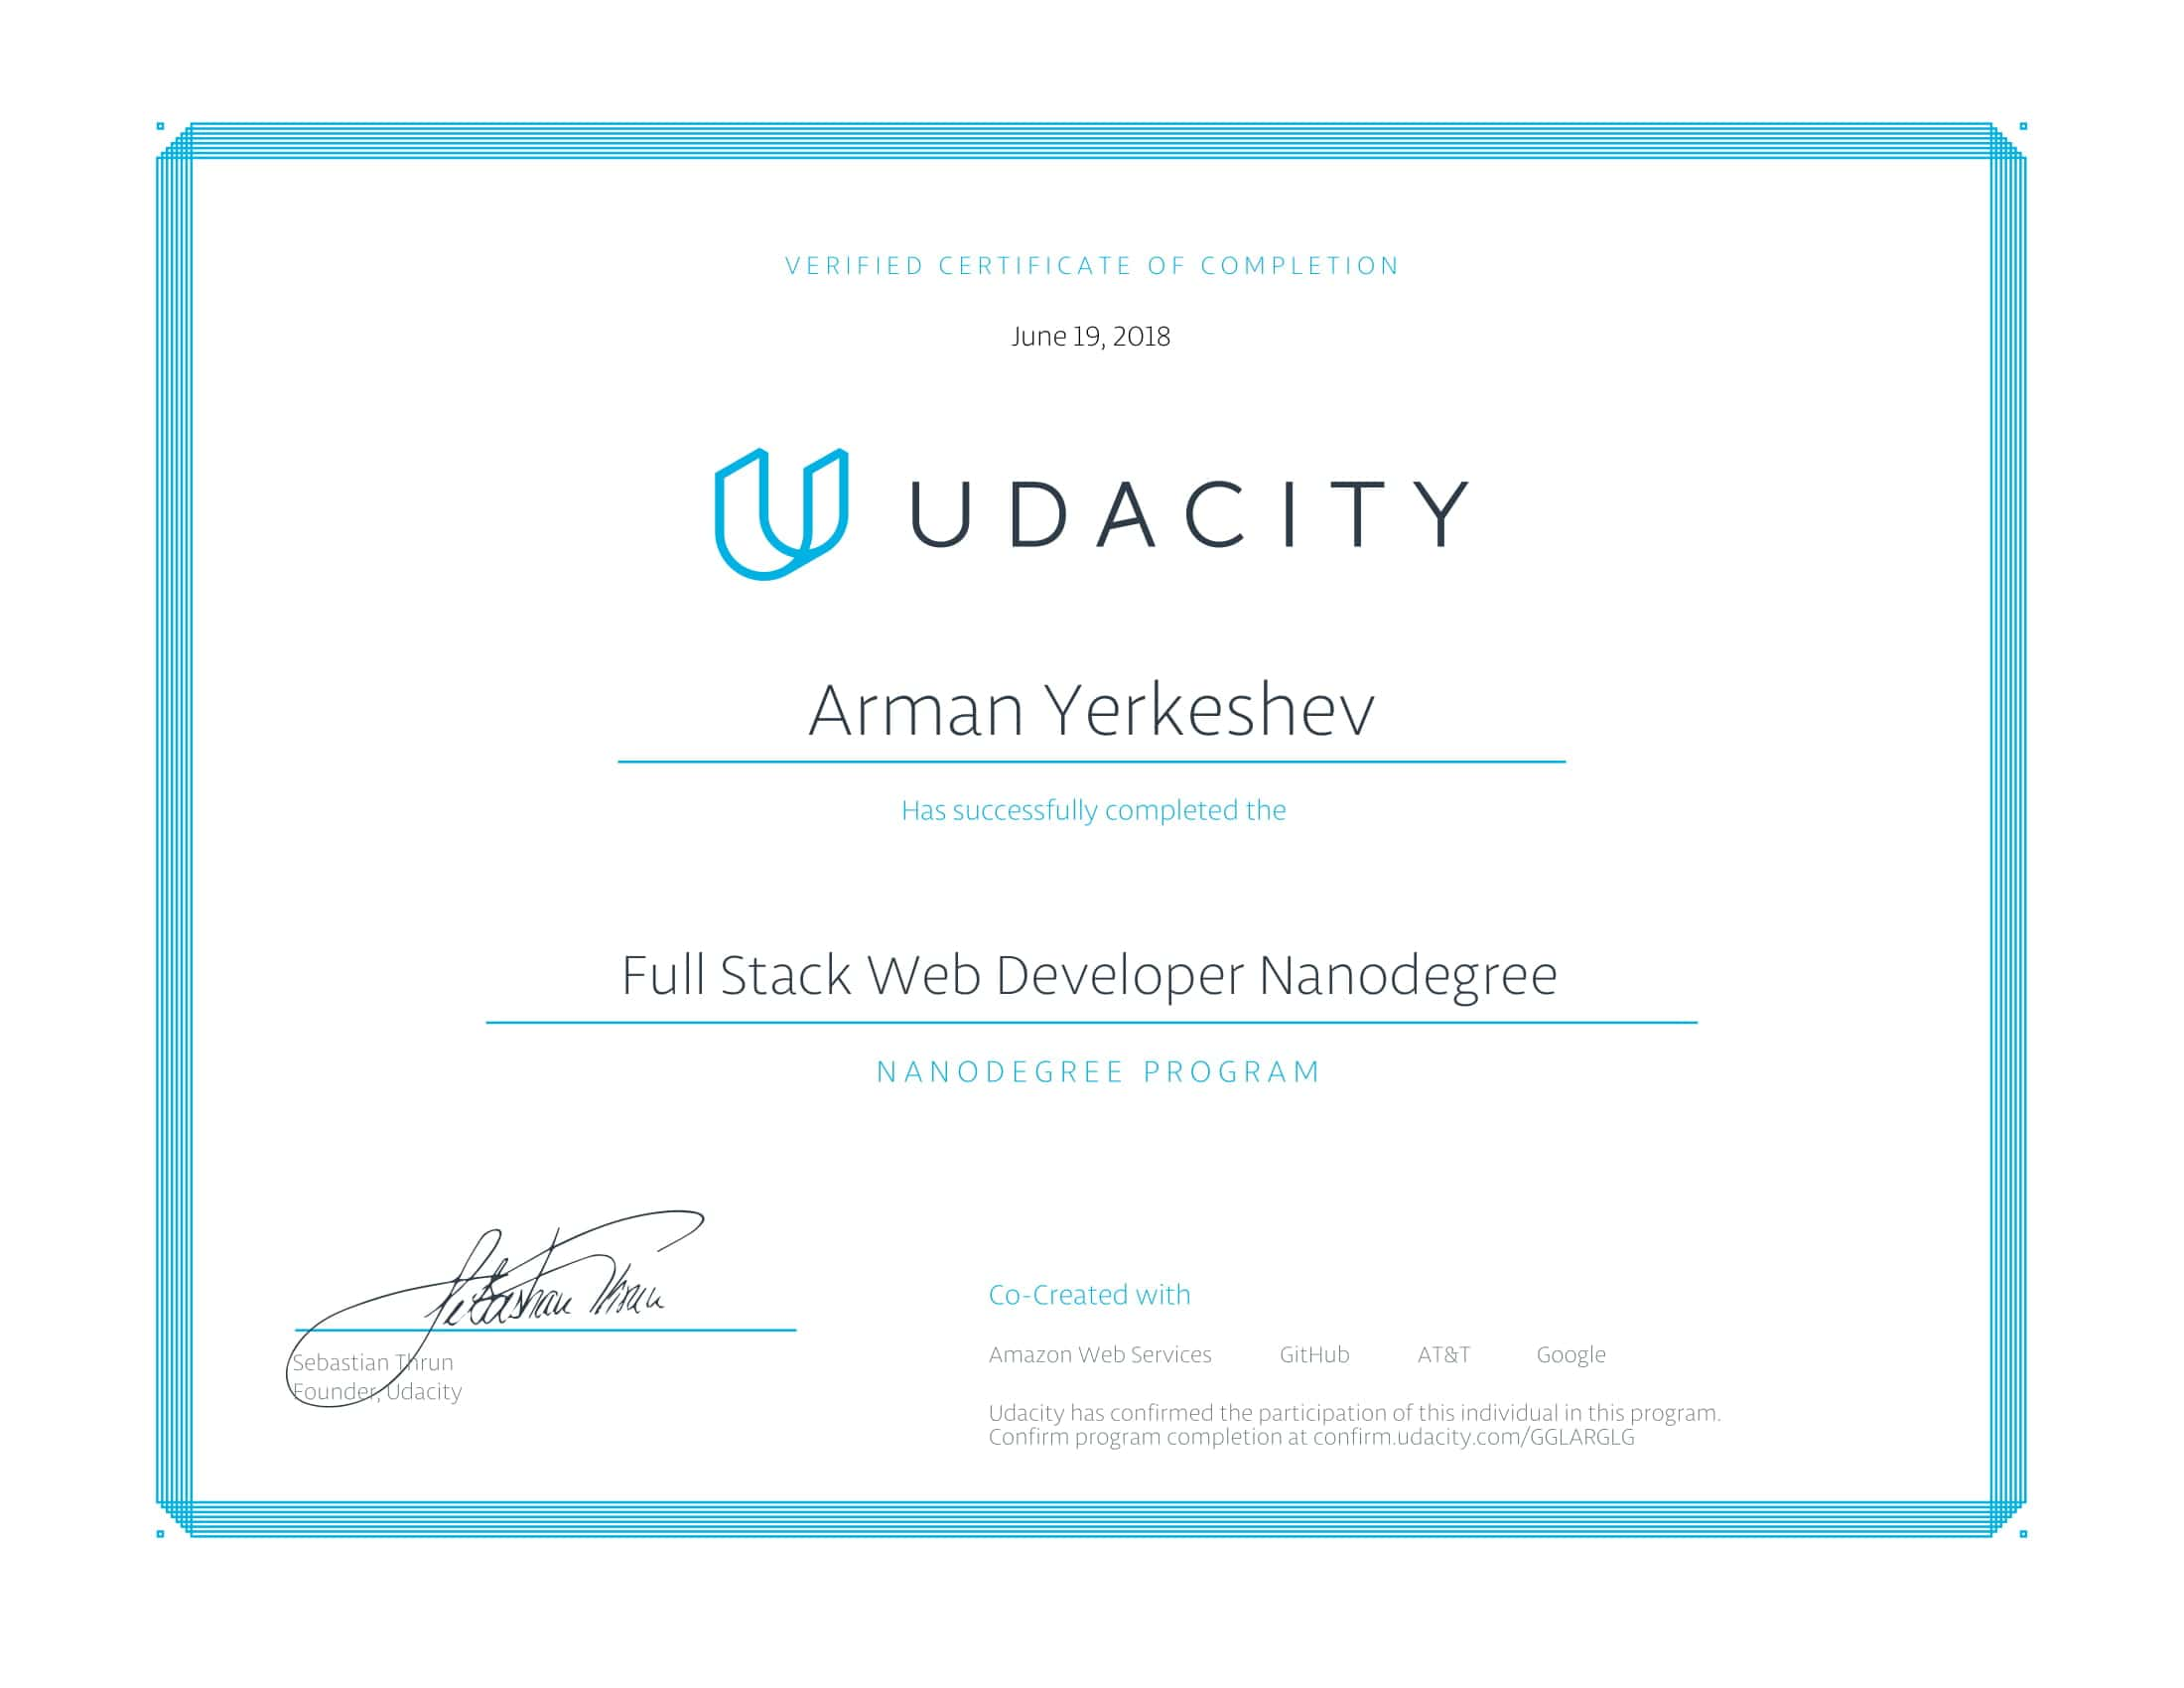 VERIFIED CERTIFICATE OF COMPLETION
June 19, 2018
UDACITY
Arman Yerkeshev
Has successfully completed the
Full Stack Web Developer Nanodegree
NANODEGREE PROGRAM
Sebastian Thrun
Sebastian Thrun
Founder, Udacity
Co-Created with
Amazon Web Services GitHub AT&T Google
Udacity has confirmed the participation of this individual in this program.
Confirm program completion at confirm.udacity.com/GGLARGLG